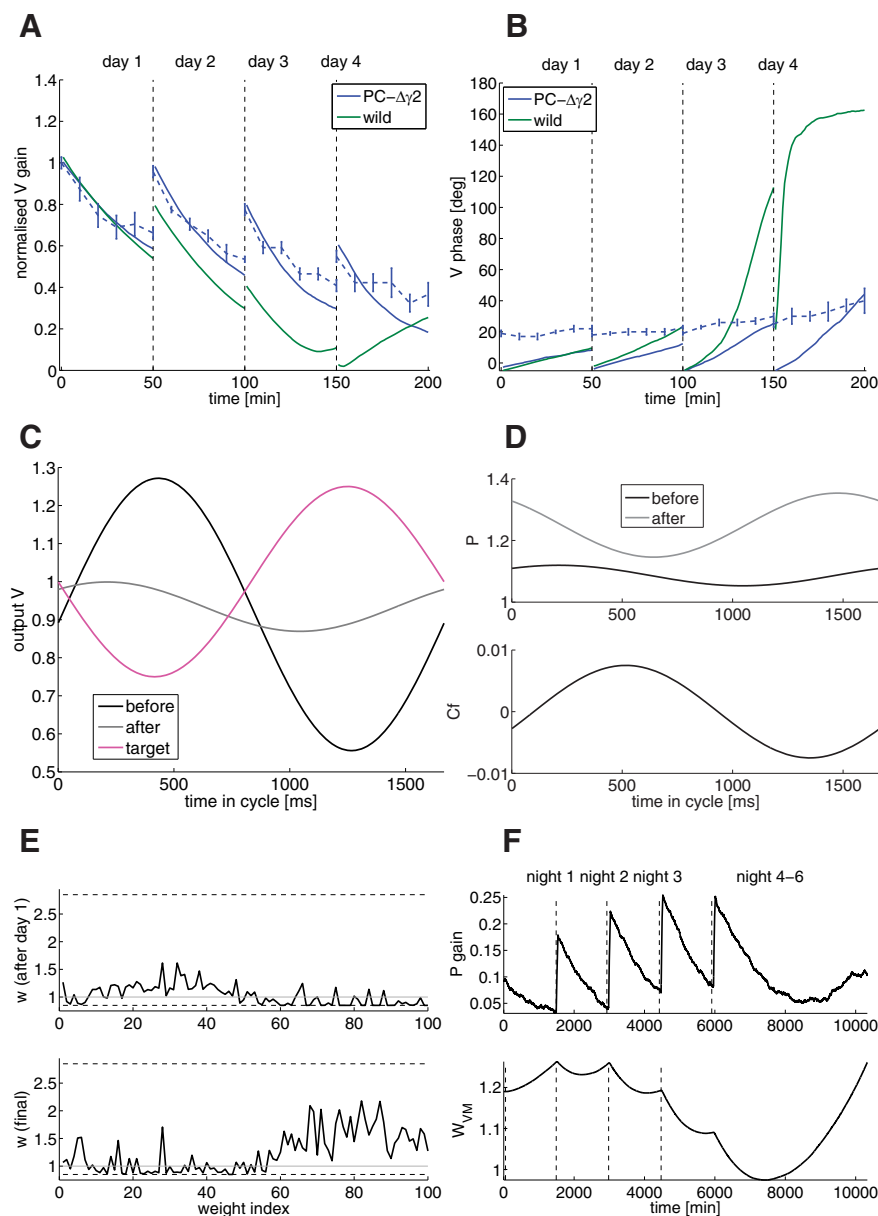 A
day 1 day 2 day 3 day 4
1.4
1.2
1
0.8
0.6
0.4
0.2
0
normalised V gain
PC-Δγ2
wild
0 50 100 150 200
time [min]
B
day 1 day 2 day 3 day 4
180
160
140
120
100
80
60
40
20
0
V phase [deg]
PC-Δγ2
wild
0 50 100 150 200
time [min]
C
1.3
1.2
1.1
1
0.9
0.8
0.7
0.6
0.5
output V
before
after
target
0 500 1000 1500
time in cycle [ms]
D
1.4
1.2
1
P
before
after
0 500 1000 1500
0.01
0
−0.01
Cf
0 500 1000 1500
time in cycle [ms]
E
2.5
2
1.5
1
w (after day 1)
0 20 40 60 80 100
2.5
2
1.5
1
w (final)
0 20 40 60 80 100
weight index
F
night 1 night 2 night 3 night 4−6
0.25
0.2
0.15
0.1
0.05
P gain
0 2000 4000 6000 8000 10000
1.2
1.1
1
W_VM
0 2000 4000 6000 8000 10000
time [min]